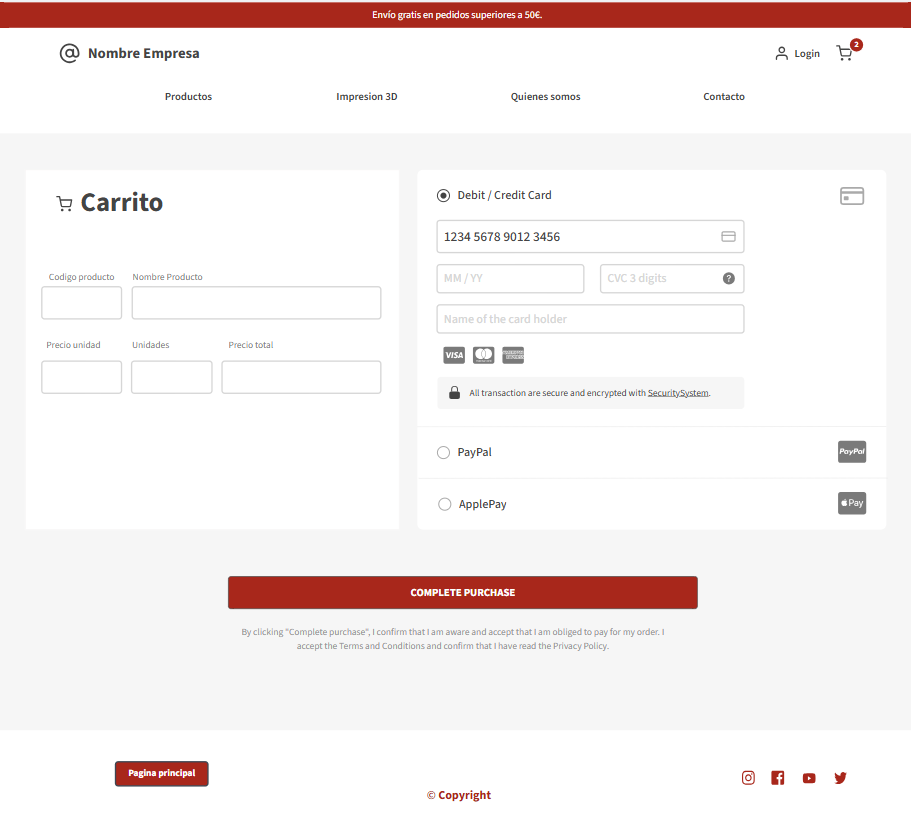 Envío gratis en pedidos superiores a 50€.
@ Nombre Empresa
Login
2
Productos
Impresion 3D
Quienes somos
Contacto
Carrito
Codigo producto
Nombre Producto
Precio unidad
Unidades
Precio total
Debit / Credit Card
1234 5678 9012 3456
MM / YY
CVC 3 digits
?
Name of the card holder
VISA
All transaction are secure and encrypted with SecuritySystem.
PayPal
PayPal
ApplePay
Pay
COMPLETE PURCHASE
By clicking "Complete purchase", I confirm that I am aware and accept that I am obliged to pay for my order. I
accept the Terms and Conditions and confirm that I have read the Privacy Policy.
Pagina principal
© Copyright